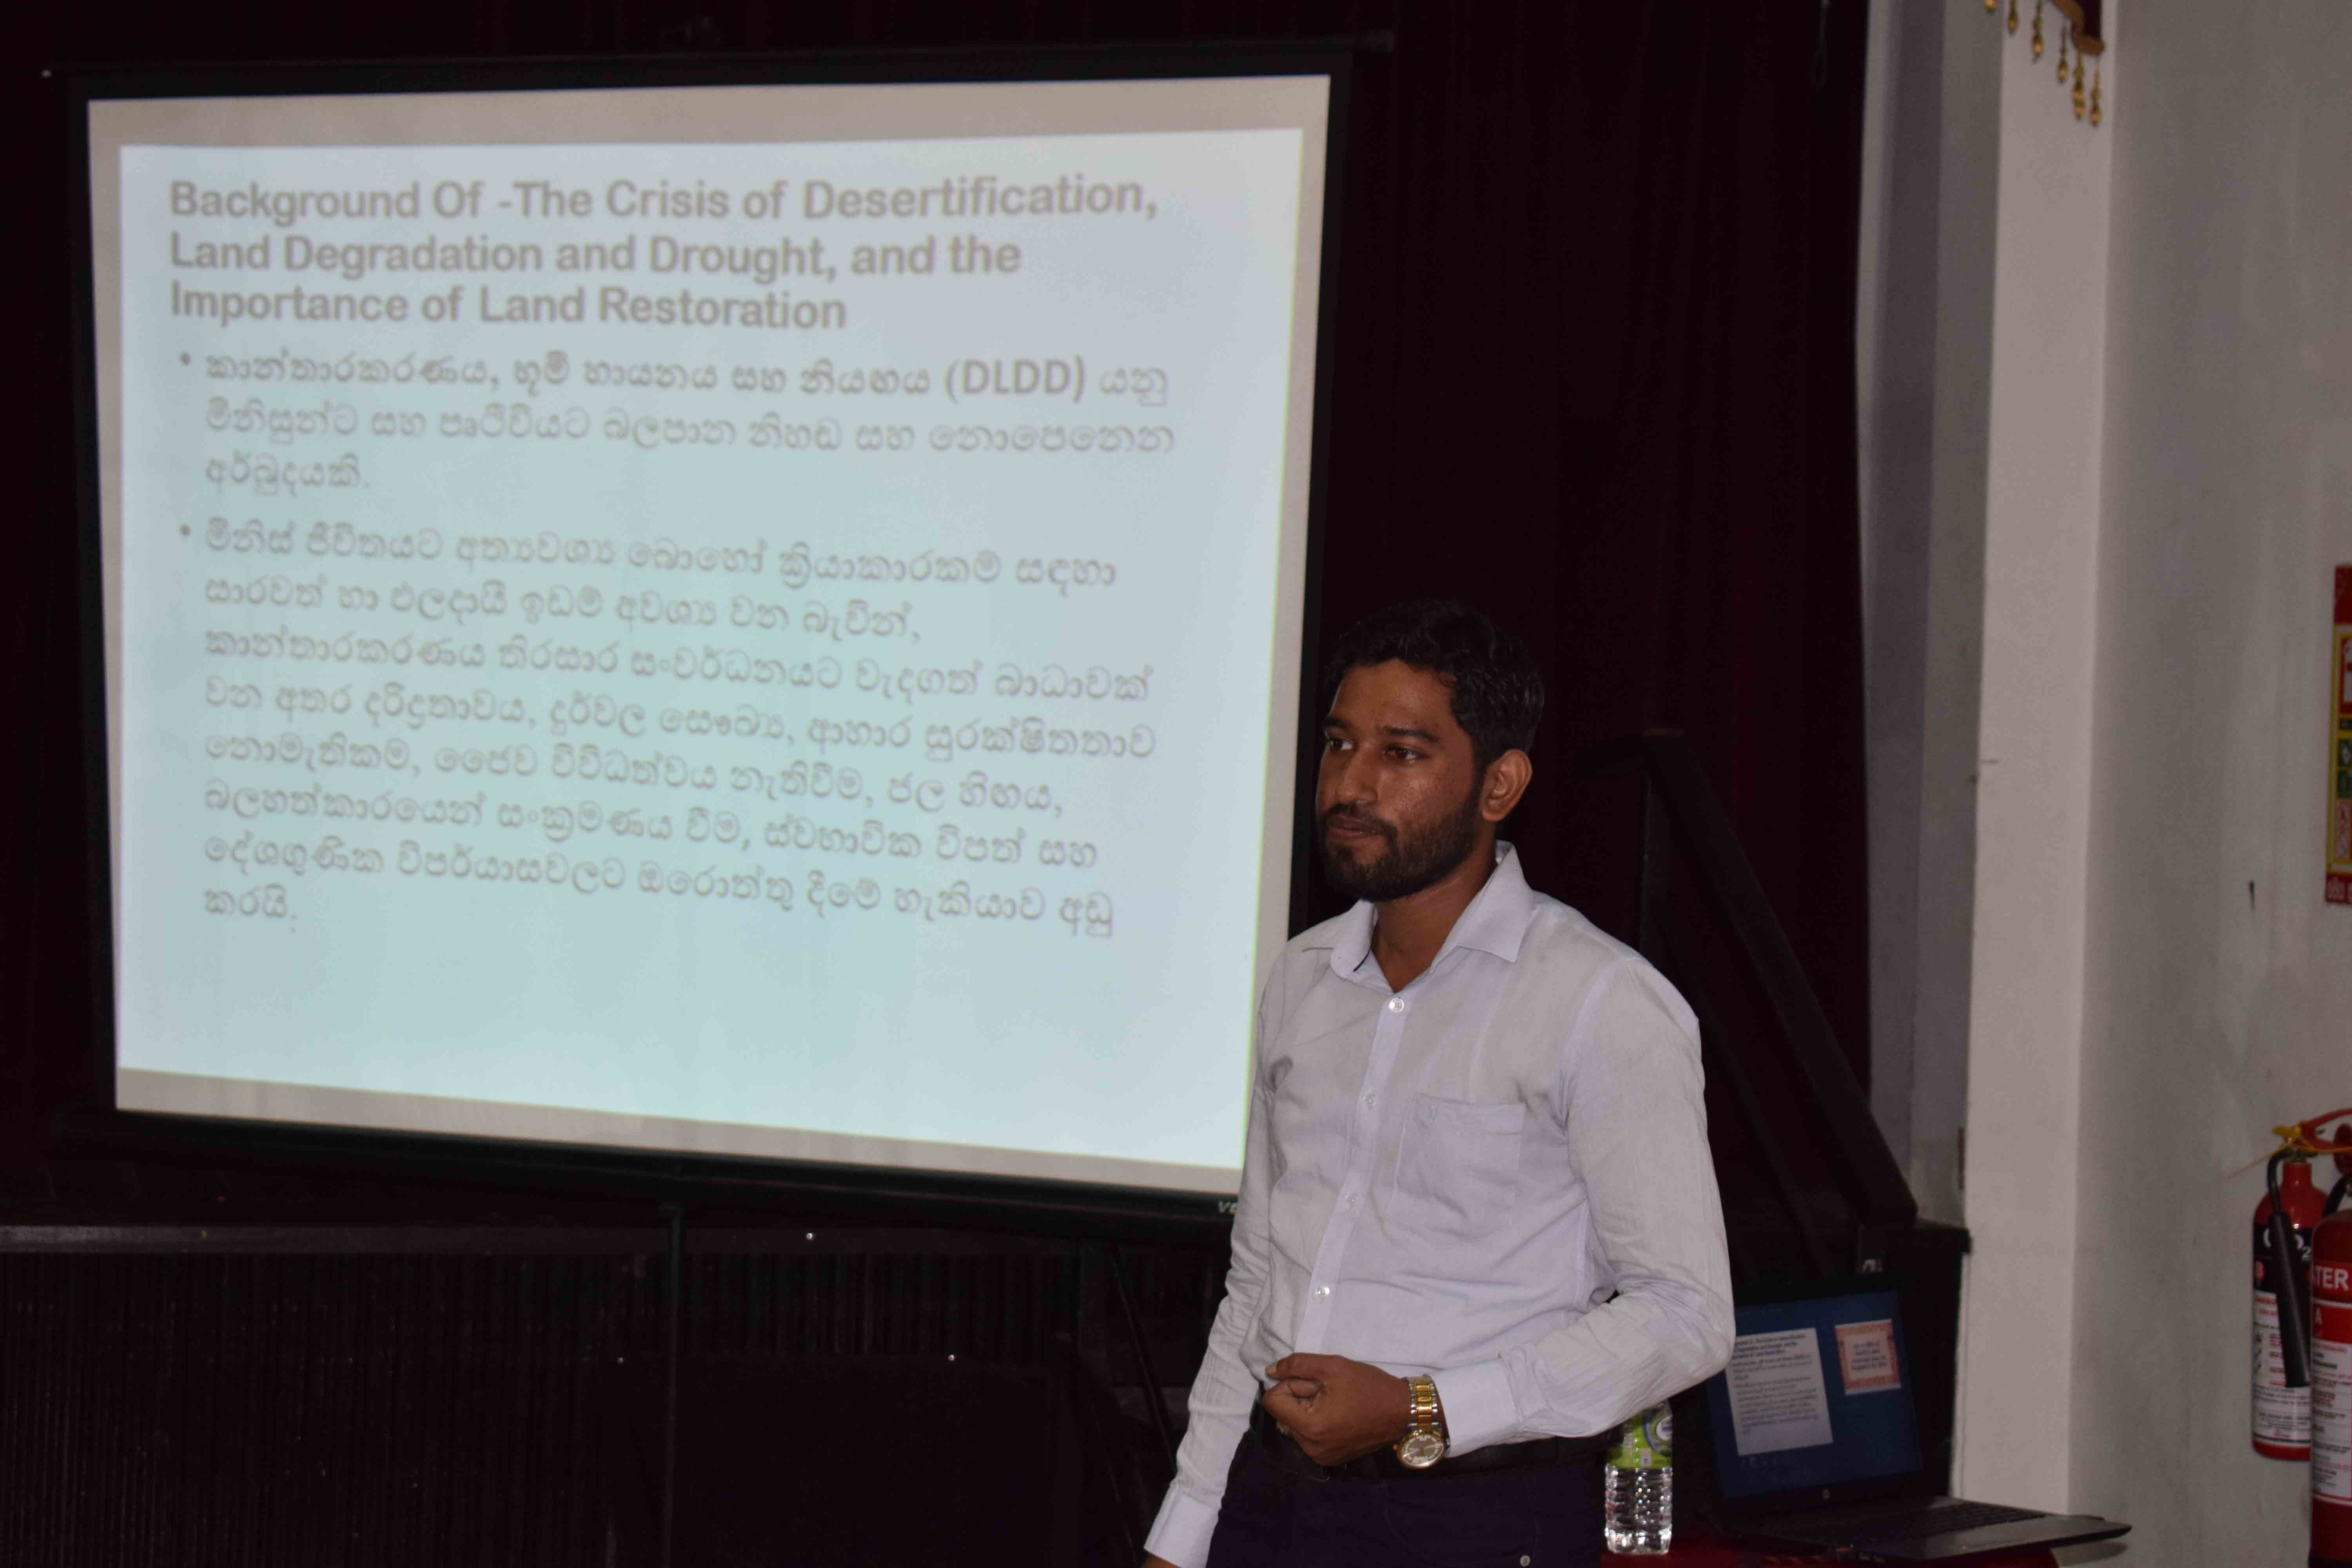 Background Of -The Crisis of Desertification,
Land Degradation and Drought, and the
Importance of Land Restoration
• කාන්තාරකරණය, භූමි හායනය සහ නියඟය (DLDD) යනු
මිනිසුන්ට සහ පෘථිවියට බලපාන නිහඬ සහ නොපෙනෙන
අර්බුදයකි.
• මිනිස් ජීවිතයට අත්‍යවශ්‍ය බොහෝ ක්‍රියාකාරකම් සඳහා
සාරවත් හා ඵලදායී ඉඩම් අවශ්‍ය වන බැවින්,
කාන්තාරකරණය තිරසාර සංවර්ධනයට වැදගත් බාධාවක්
වන අතර දරිද්‍රතාවය, දුර්වල සෞඛ්‍ය, ආහාර සුරක්ෂිතතාව
නොමැතිකම, ජෛව විවිධත්වය නැතිවීම, ජල හිඟය,
බලහත්කාරයෙන් සංක්‍රමණය වීම, ස්වභාවික විපත් සහ
දේශගුණික විපර්යාසවලට ඔරොත්තු දීමේ හැකියාව අඩු
කරයි.
CO2